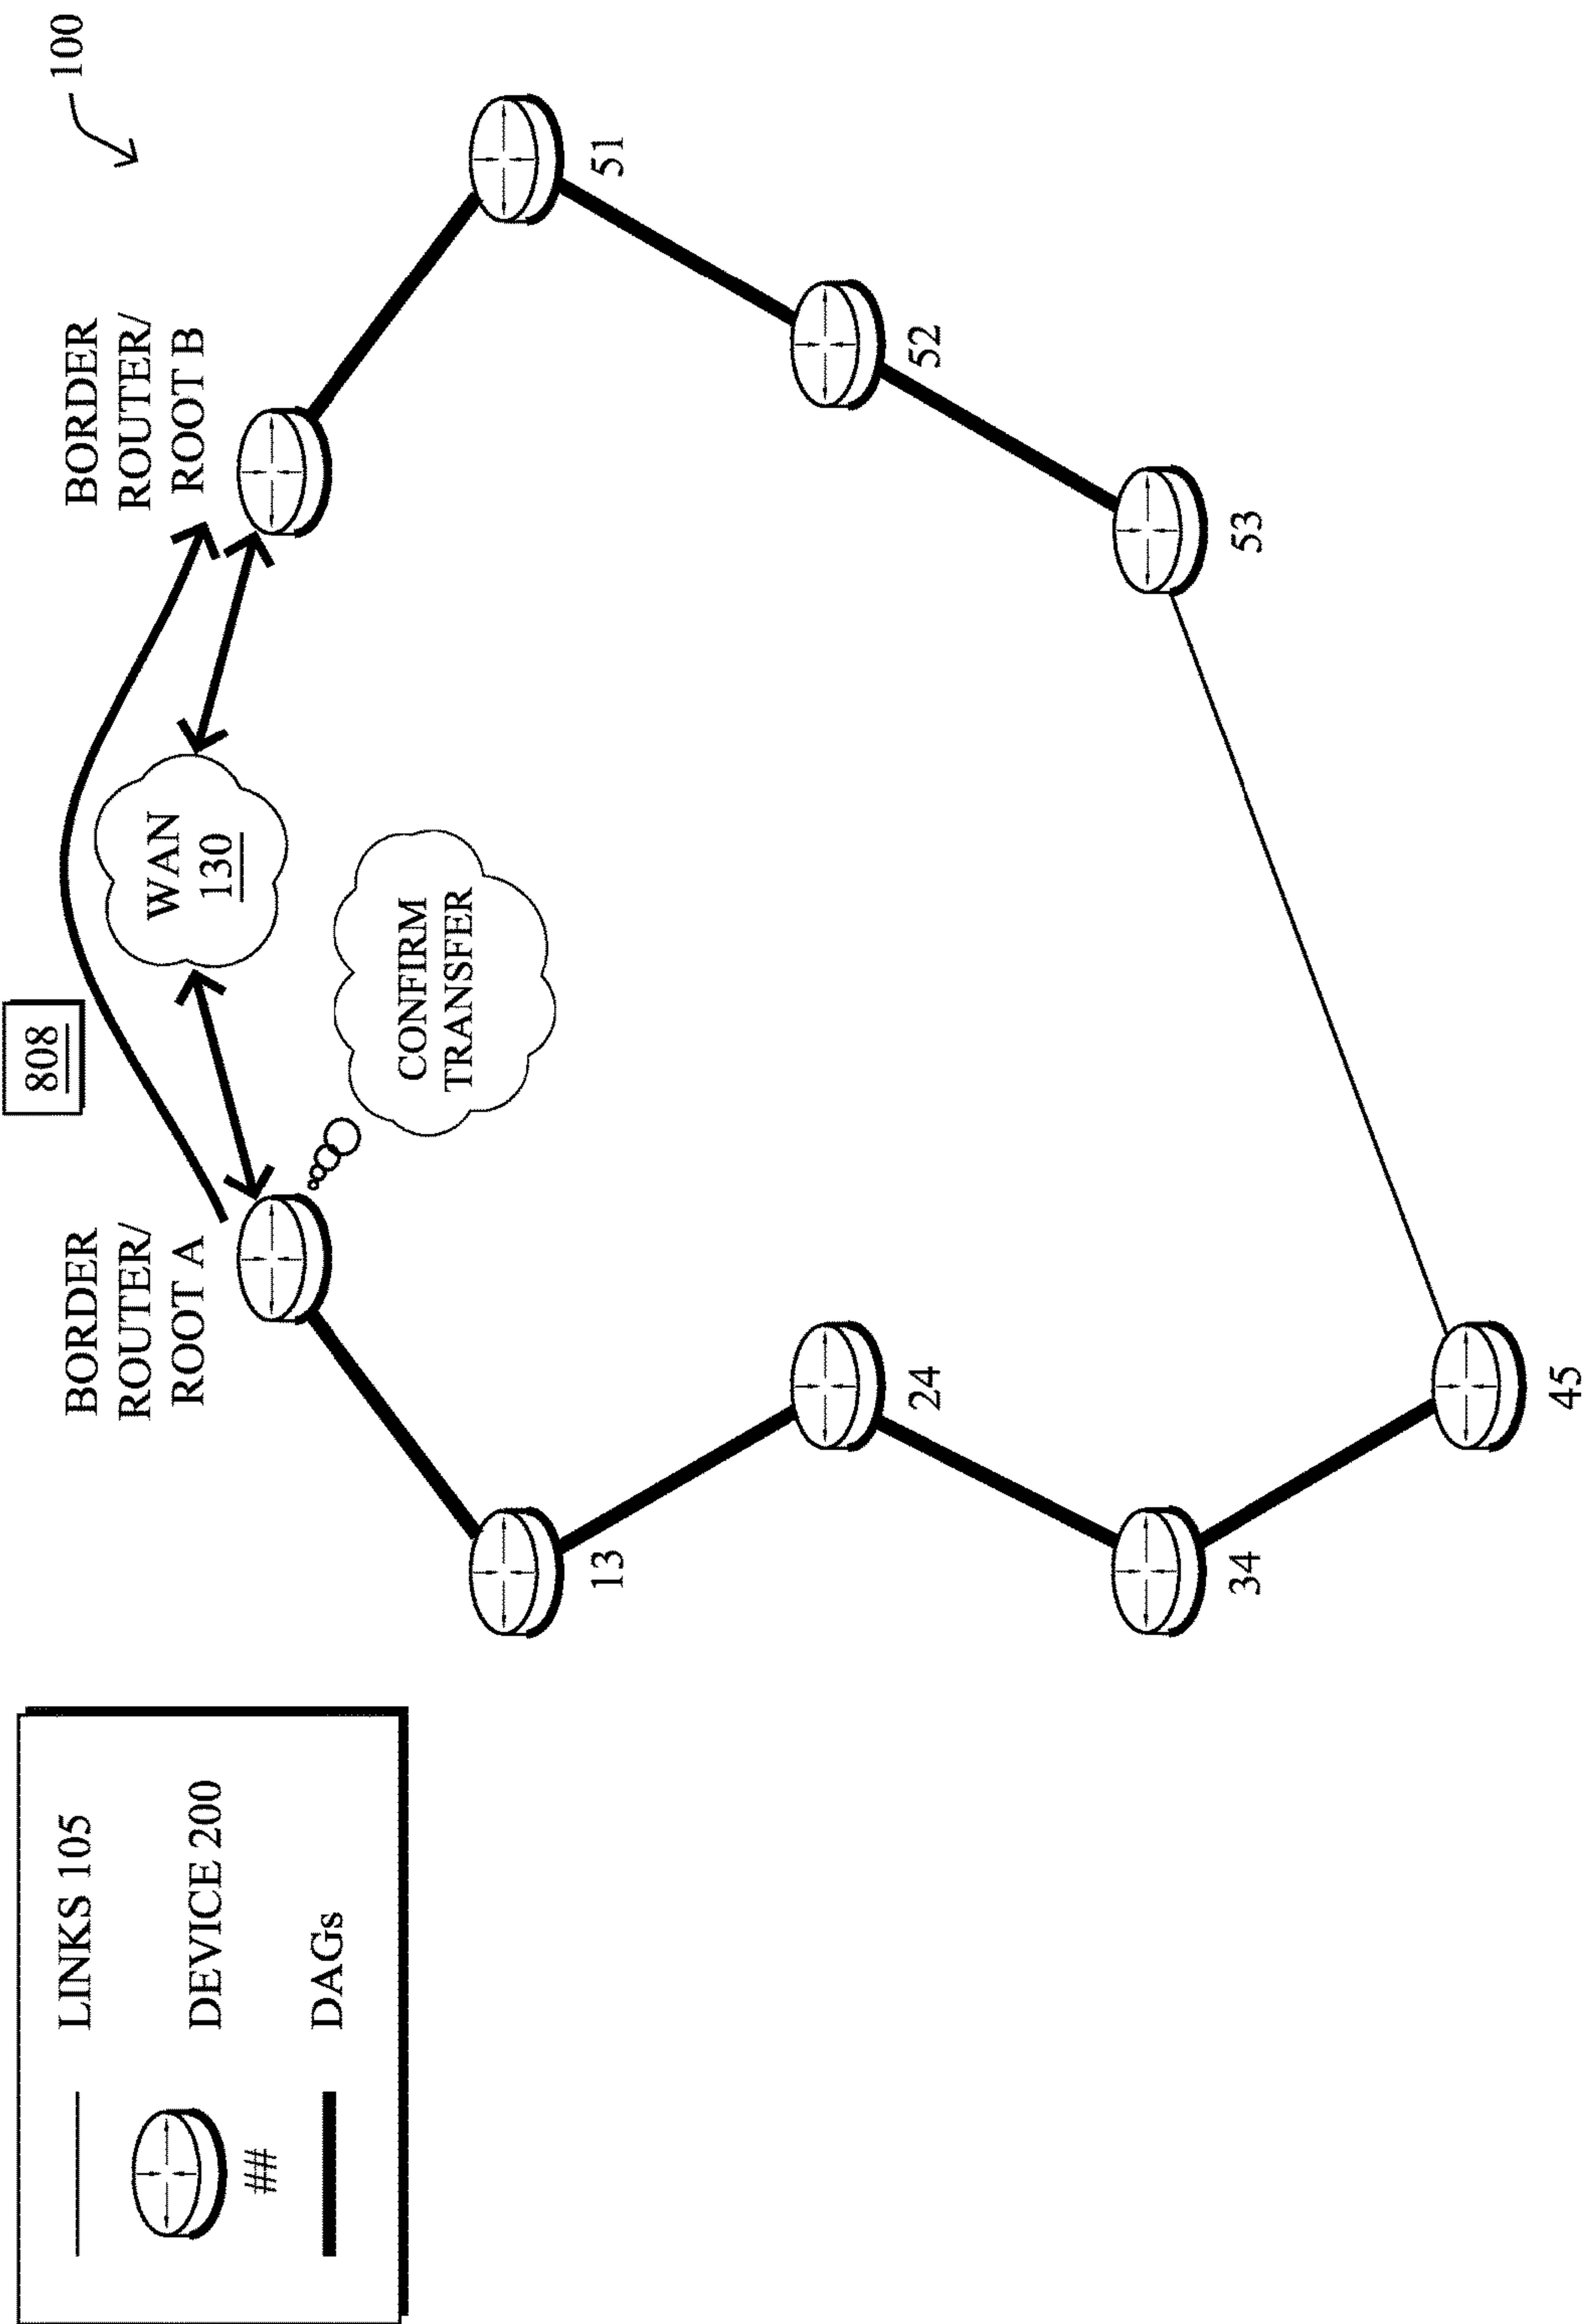 LINKS 105
DEVICE 200
##
DAGs
100
808
BORDER
ROUTER/
ROOT A
BORDER
ROUTER/
ROOT B
WAN
130
CONFIRM
TRANSFER
13
51
24
52
34
53
45